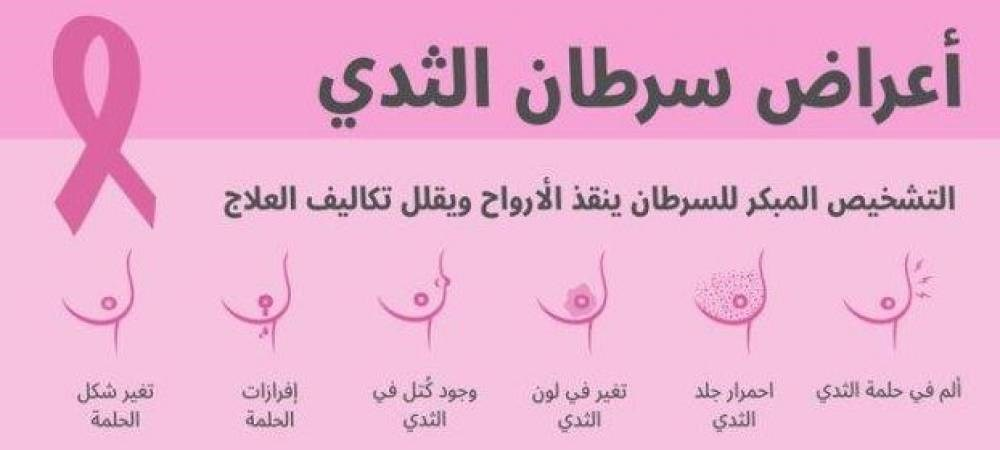 أعراض سرطان الثدي
التشخيص المبكر للسرطان ينقذ الأرواح ويقلل تكاليف العلاج
ألم في حلمة الثدي
احمرار جلد
الثدي
تغير في لون
الثدي
وجود كُتل في
الثدي
إفرازات
الحلمة
تغير شكل
الحلمة